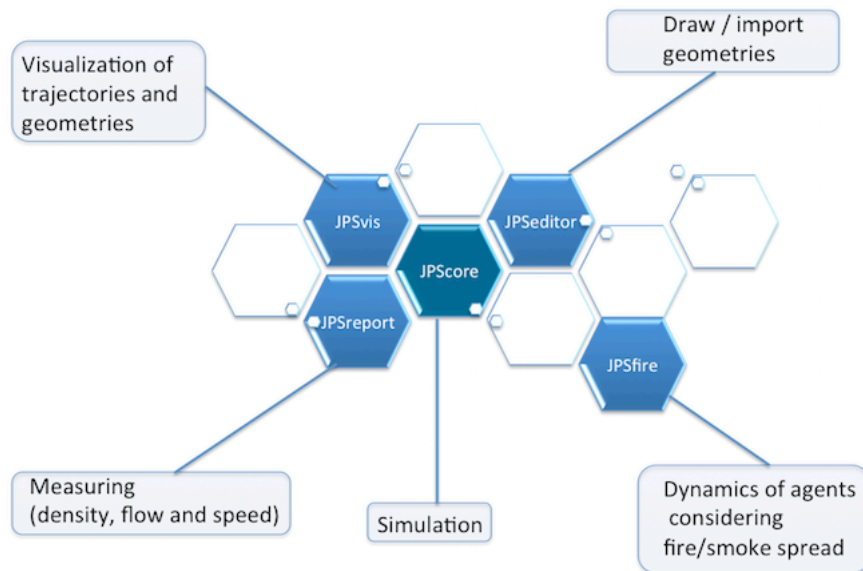 Draw / import
geometries
Visualization of
trajectories and
geometries
JPSvis
JPSeditor
JPScore
JPSreport
JPSfire
Measuring
(density, flow and speed)
Simulation
Dynamics of agents
considering
fire/smoke spread